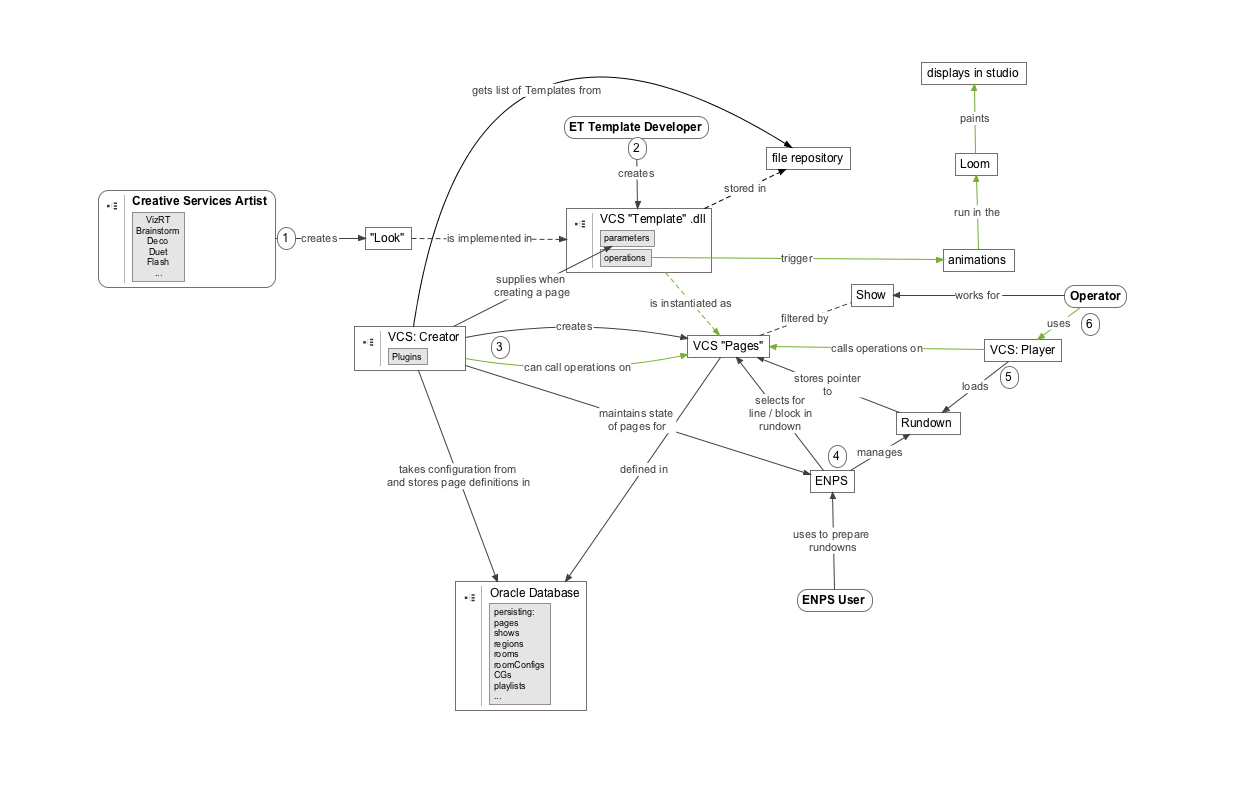 displays in studio
gets list of Templates from
paints
ET Template Developer
2
file repository
Loom
creates
stored in
Creative Services Artist
VizRT
Brainstorm
Deco
Duet
Flash
...
1
creates
"Look"
is implemented in
VCS "Template" .dll
parameters
operations
run in the
trigger
animations
supplies when
creating a page
is instantiated as
Show
works for
Operator
filtered by
uses
6
VCS: Creator
Plugins
creates
3
can call operations on
VCS "Pages"
calls operations on
VCS: Player
5
loads
stores pointer
to
selects for
line / block in
rundown
maintains state
of pages for
Rundown
manages
4
ENPS
takes configuration from
and stores page definitions in
defined in
uses to prepare
rundowns
ENPS User
Oracle Database
persisting:
pages
shows
regions
rooms
roomConfigs
CGs
playlists
...